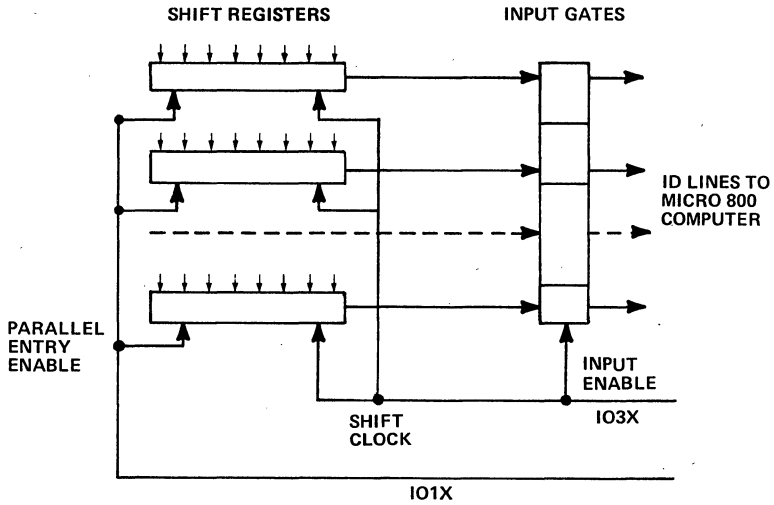 SHIFT REGISTERS
INPUT GATES
ID LINES TO
MICRO 800
COMPUTER
PARALLEL
ENTRY
ENABLE
INPUT
ENABLE
IO3X
SHIFT
CLOCK
IO1X